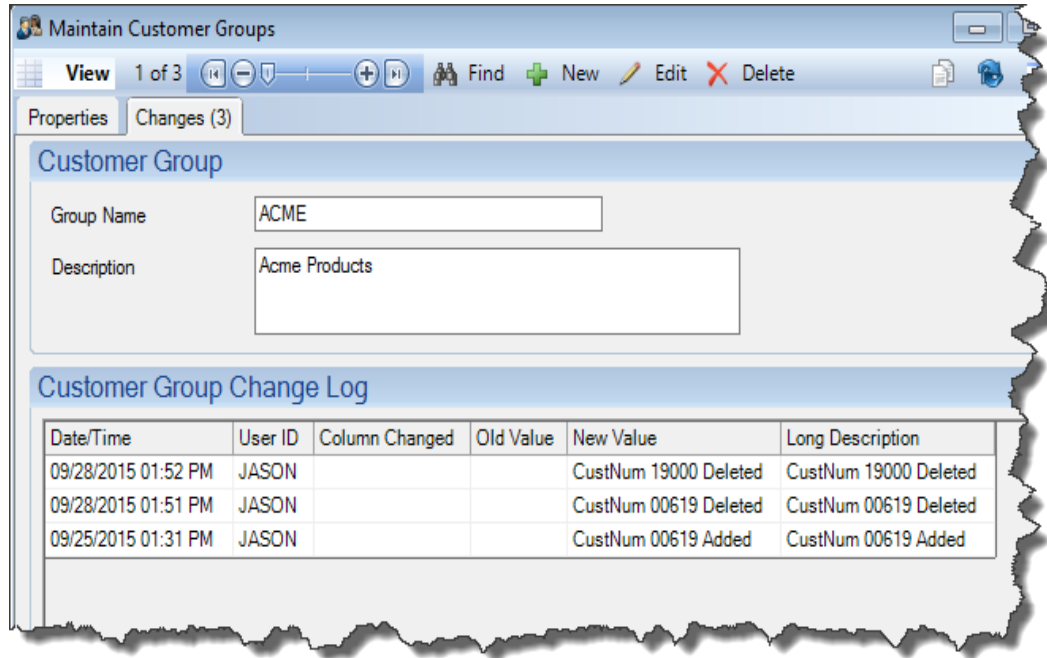 Maintain Customer Groups
View 1 of 3 Find New Edit Delete
Properties Changes (3)
Customer Group
Group Name ACME
Description Acme Products
Customer Group Change Log
Date/Time User ID Column Changed Old Value New Value Long Description
09/28/2015 01:52 PM JASON CustNum 19000 Deleted CustNum 19000 Deleted
09/28/2015 01:51 PM JASON CustNum 00619 Deleted CustNum 00619 Deleted
09/25/2015 01:31 PM JASON CustNum 00619 Added CustNum 00619 Added